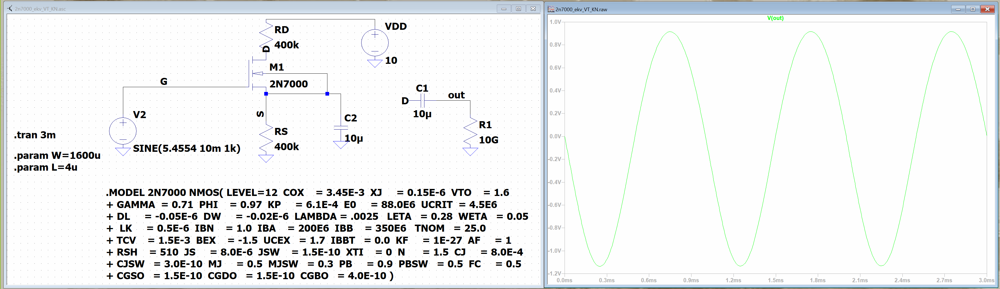 2n7000_ekv_VT_KN.asc
RD
400k
D
VDD
10
M1
2N7000
G
V2
SINE(5.4554 10m 1k)
S
RS
400k
C2
10µ
D
C1
10µ
out
R1
10G
.tran 3m
.param W=1600u
.param L=4u
.MODEL 2N7000 NMOS( LEVEL=12 COX = 3.45E-3 XJ = 0.15E-6 VTO = 1.6
+ GAMMA = 0.71 PHI = 0.97 KP = 6.1E-4 E0 = 88.0E6 UCRIT = 4.5E6
+ DL = -0.05E-6 DW = -0.02E-6 LAMBDA = .0025 LETA = 0.28 WETA = 0.05
+ LK = 0.5E-6 IBN = 1.0 IBA = 200E6 IBB = 350E6 TNOM = 25.0
+ TCV = 1.5E-3 BEX = -1.5 UCEX = 1.7 IBBT = 0.0 KF = 1E-27 AF = 1
+ RSH = 510 JS = 8.0E-6 JSW = 1.5E-10 XTI = 0 N = 1.5 CJ = 8.0E-4
+ CJSW = 3.0E-10 MJ = 0.5 MJSW = 0.3 PB = 0.9 PBSW = 0.5 FC = 0.5
+ CGSO = 1.5E-10 CGDO = 1.5E-10 CGBO = 4.0E-10 )
2n7000_ekv_VT_KN.raw
V(out)
1.0V
0.8V
0.6V
0.4V
0.2V
0.0V
-0.2V
-0.4V
-0.6V
-0.8V
-1.0V
-1.2V
0.0ms 0.3ms 0.6ms 0.9ms 1.2ms 1.5ms 1.8ms 2.1ms 2.4ms 2.7ms 3.0ms